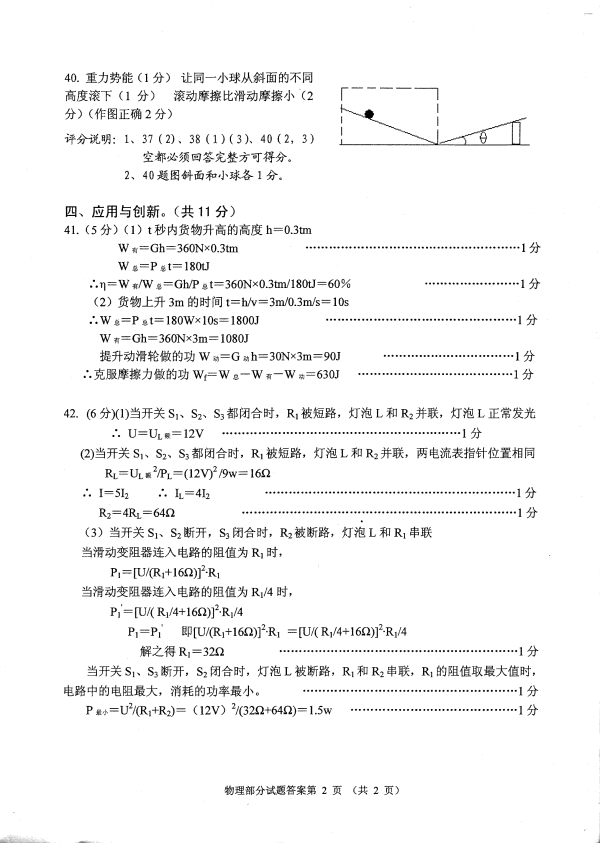 40. 重力势能（1 分） 让同一小球从斜面的不同
高度滚下（1 分） 滚动摩擦比滑动摩擦小（2
分）（作图正确 2 分）
评分说明：1、37（2）、38（1）（3）、40（2，3）
空都必须回答完整方可得分。
2、40 题图斜面和小球各 1 分。
θ
四、应用与创新。（共 11 分）
41.（5 分）（1）t 秒内货物升高的高度 h＝0.3tm
W有＝Gh＝360N×0.3tm ……………………………………………1 分
W总＝P总t＝180tJ
∴η＝W有/W总＝Gh/P总t＝360N×0.3tm/180tJ＝60% ……………………1 分
（2）货物上升 3m 的时间 t＝h/v＝3m/0.3m/s＝10s
∴W总＝P总t＝180W×10s＝1800J ………………………………………1 分
W有＝Gh＝360N×3m＝1080J
提升动滑轮做的功 W动＝G动h＝30N×3m＝90J ……………………………1 分
∴克服摩擦力做的功 Wf＝W总－W有－W动＝630J …………………………………1 分
42. (6 分)(1)当开关 S₁、S₂、S₃都闭合时，R₁被短路，灯泡 L 和 R₂并联，灯泡 L 正常发光
∴ U＝UL额＝12V ……………………………………………………1 分
(2)当开关 S₁、S₂、S₃都闭合时，R₁被短路，灯泡 L 和 R₂并联，两电流表指针位置相同
RL＝UL额²/PL＝(12V)²/9w＝16Ω
∴ I＝5I₂ ∴ IL＝4I₂ ……………………………………………………1 分
R₂＝4RL＝64Ω …………………………………………………………1 分
（3）当开关 S₁、S₂断开，S₃闭合时，R₂被断路，灯泡 L 和 R₁串联
当滑动变阻器连入电路的阻值为 R₁时，
P₁＝[U/(R₁+16Ω)]²·R₁
当滑动变阻器连入电路的阻值为 R₁/4 时，
P₁'＝[U/( R₁/4+16Ω)]²·R₁/4
P₁＝P₁' 即[U/(R₁+16Ω)]²·R₁ ＝[U/( R₁/4+16Ω)]²·R₁/4
解之得 R₁＝32Ω …………………………………………………1 分
当开关 S₁、S₃断开，S₂闭合时，灯泡 L 被断路，R₁和 R₂串联，R₁的阻值取最大值时，
电路中的电阻最大，消耗的功率最小。 ……………………………………………1 分
P最小＝U²/(R₁+R₂)＝（12V）²/(32Ω+64Ω)＝1.5w …………………………………1 分
物理部分试题答案第 2 页 （共 2 页）